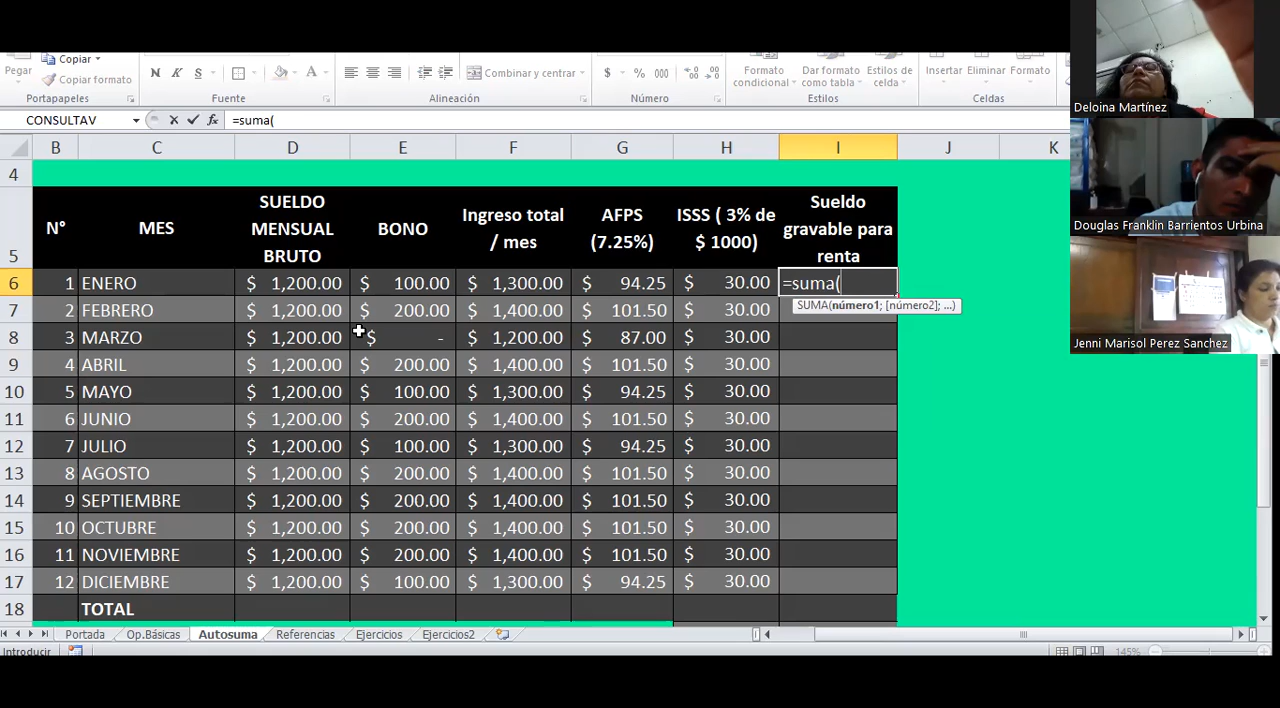 Pegar
Copiar
Copiar formato
N K S A
Combinar y centrar
$ % 000
Formato condicional
Dar formato como tabla
Estilos de celda
Insertar Eliminar Formato
Portapapeles Fuente Alineación Número Estilos Celdas
CONSULTAV fx =suma(
B C D E F G H I J K
4
5 N° MES SUELDO MENSUAL BRUTO BONO Ingreso total / mes AFPS (7.25%) ISSS ( 3% de $ 1000) Sueldo gravable para renta
6 1 ENERO $ 1,200.00 $ 100.00 $ 1,300.00 $ 94.25 $ 30.00 =suma(
SUMA(número1; [número2]; ...)
7 2 FEBRERO $ 1,200.00 $ 200.00 $ 1,400.00 $ 101.50 $ 30.00
8 3 MARZO $ 1,200.00 $ - $ 1,200.00 $ 87.00 $ 30.00
9 4 ABRIL $ 1,200.00 $ 200.00 $ 1,400.00 $ 101.50 $ 30.00
10 5 MAYO $ 1,200.00 $ 100.00 $ 1,300.00 $ 94.25 $ 30.00
11 6 JUNIO $ 1,200.00 $ 200.00 $ 1,400.00 $ 101.50 $ 30.00
12 7 JULIO $ 1,200.00 $ 100.00 $ 1,300.00 $ 94.25 $ 30.00
13 8 AGOSTO $ 1,200.00 $ 200.00 $ 1,400.00 $ 101.50 $ 30.00
14 9 SEPTIEMBRE $ 1,200.00 $ 200.00 $ 1,400.00 $ 101.50 $ 30.00
15 10 OCTUBRE $ 1,200.00 $ 200.00 $ 1,400.00 $ 101.50 $ 30.00
16 11 NOVIEMBRE $ 1,200.00 $ 200.00 $ 1,400.00 $ 101.50 $ 30.00
17 12 DICIEMBRE $ 1,200.00 $ 100.00 $ 1,300.00 $ 94.25 $ 30.00
18 TOTAL
Portada Op.Básicas Autosuma Referencias Ejercicios Ejercicios2
Introducir 145%
Deloina Martínez
Douglas Franklin Barrientos Urbina
Jenni Marisol Perez Sanchez